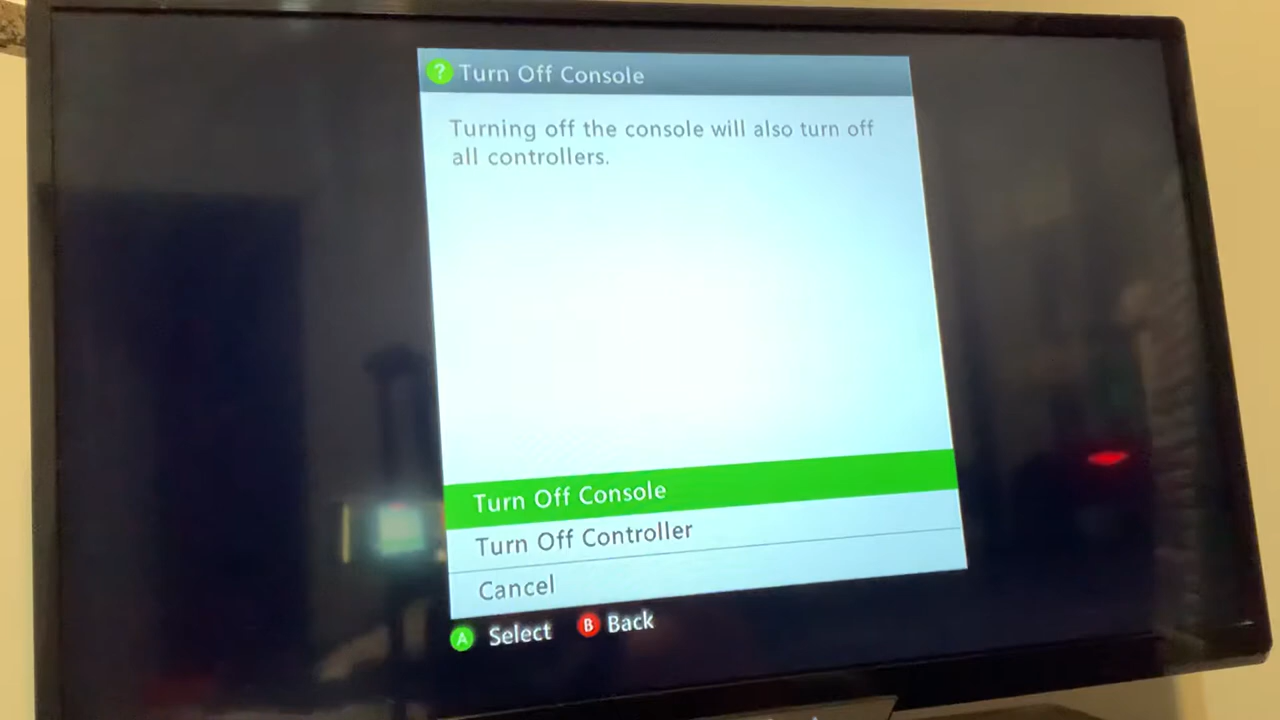 ? Turn Off Console
Turning off the console will also turn off
all controllers.
Turn Off Console
Turn Off Controller
Cancel
A Select B Back